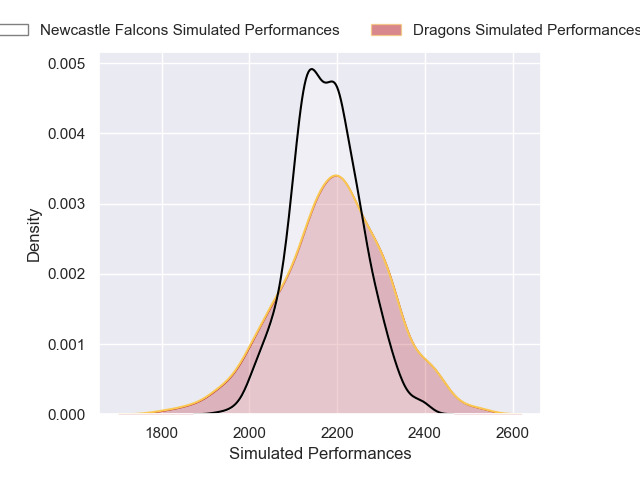 Newcastle Falcons Simulated Performances
Dragons Simulated Performances
0.005
0.004
0.003
0.002
0.001
0.000
Density
1800 2000 2200 2400 2600
Simulated Performances